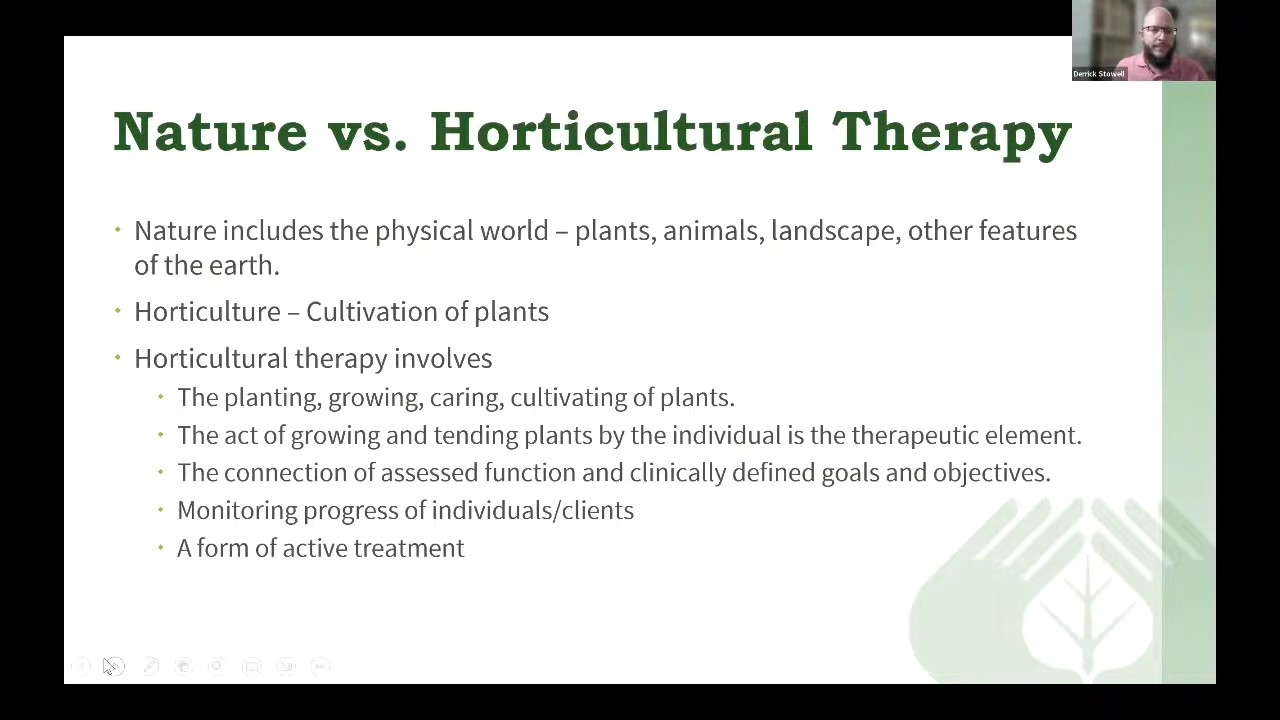 Derrick Stowell
Nature vs. Horticultural Therapy
Nature includes the physical world – plants, animals, landscape, other features
of the earth.
Horticulture – Cultivation of plants
Horticultural therapy involves
The planting, growing, caring, cultivating of plants.
The act of growing and tending plants by the individual is the therapeutic element.
The connection of assessed function and clinically defined goals and objectives.
Monitoring progress of individuals/clients
A form of active treatment